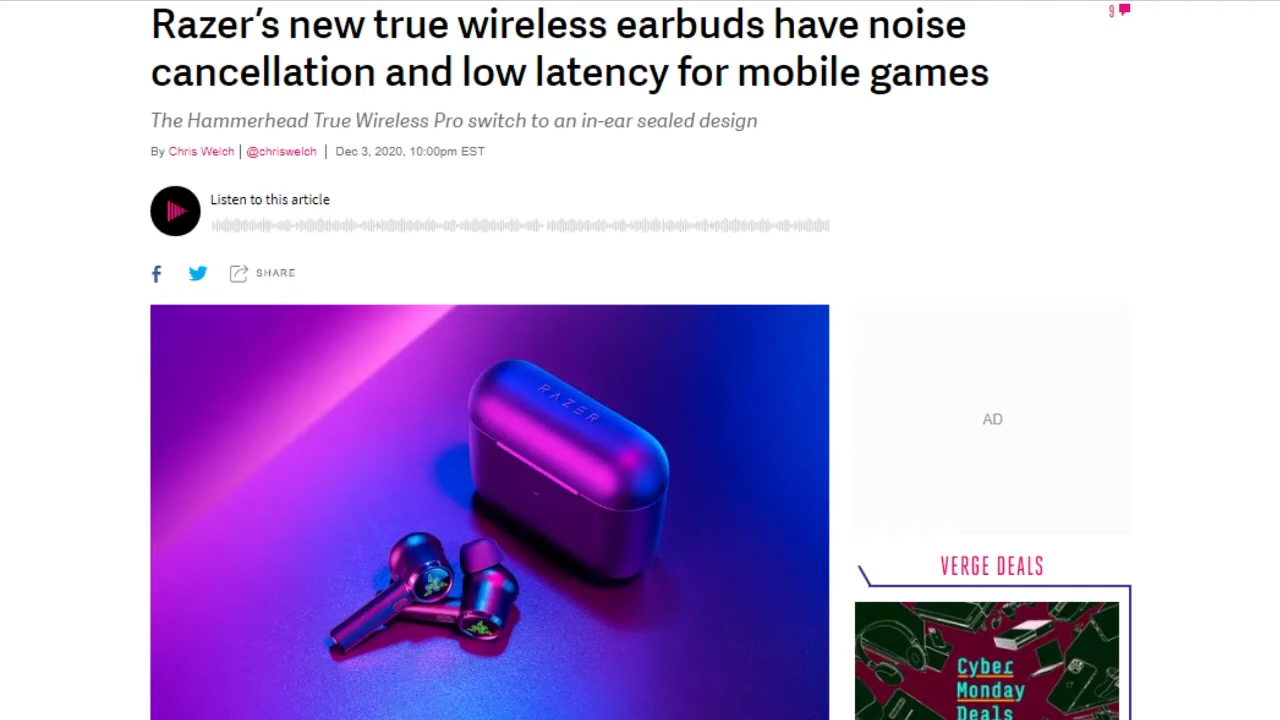 Razer’s new true wireless earbuds have noise
cancellation and low latency for mobile games
9
The Hammerhead True Wireless Pro switch to an in-ear sealed design
By Chris Welch | @chriswelch | Dec 3, 2020, 10:00pm EST
Listen to this article
SHARE
RAZER
AD
VERGE DEALS
Cyber
Monday
Deals